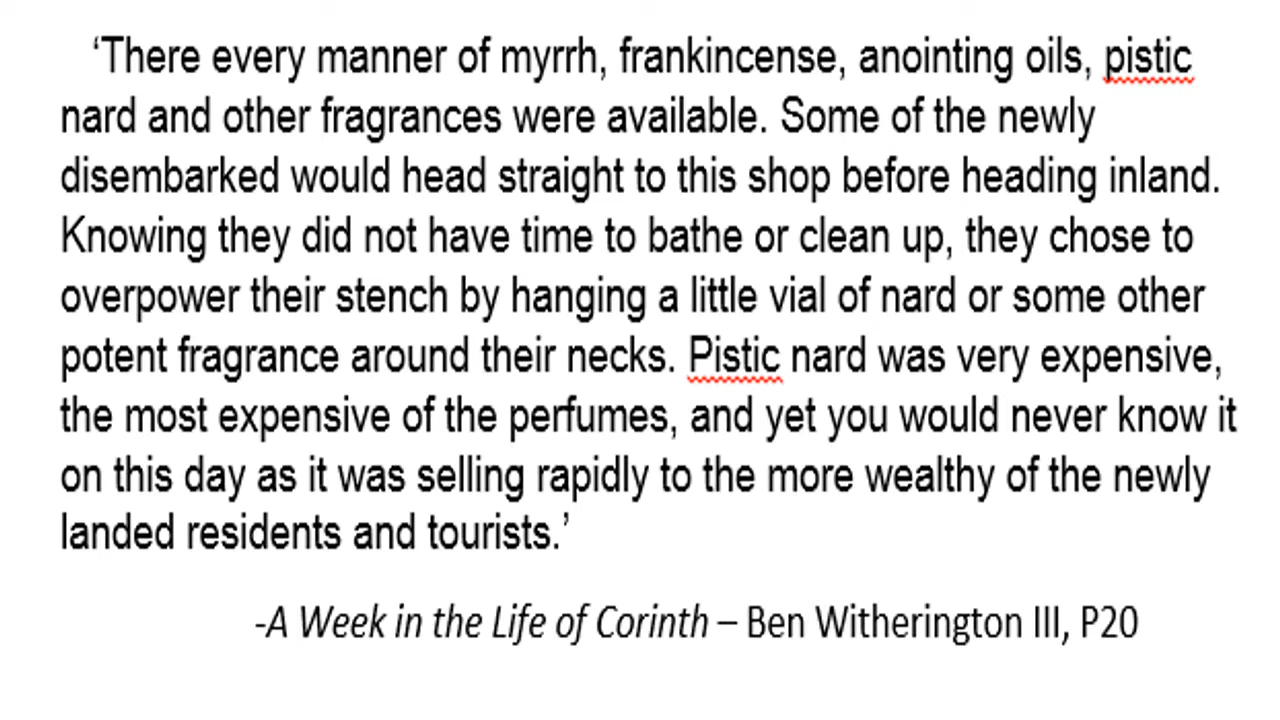 ‘There every manner of myrrh, frankincense, anointing oils, pistic
nard and other fragrances were available. Some of the newly
disembarked would head straight to this shop before heading inland.
Knowing they did not have time to bathe or clean up, they chose to
overpower their stench by hanging a little vial of nard or some other
potent fragrance around their necks. Pistic nard was very expensive,
the most expensive of the perfumes, and yet you would never know it
on this day as it was selling rapidly to the more wealthy of the newly
landed residents and tourists.’
-A Week in the Life of Corinth – Ben Witherington III, P20